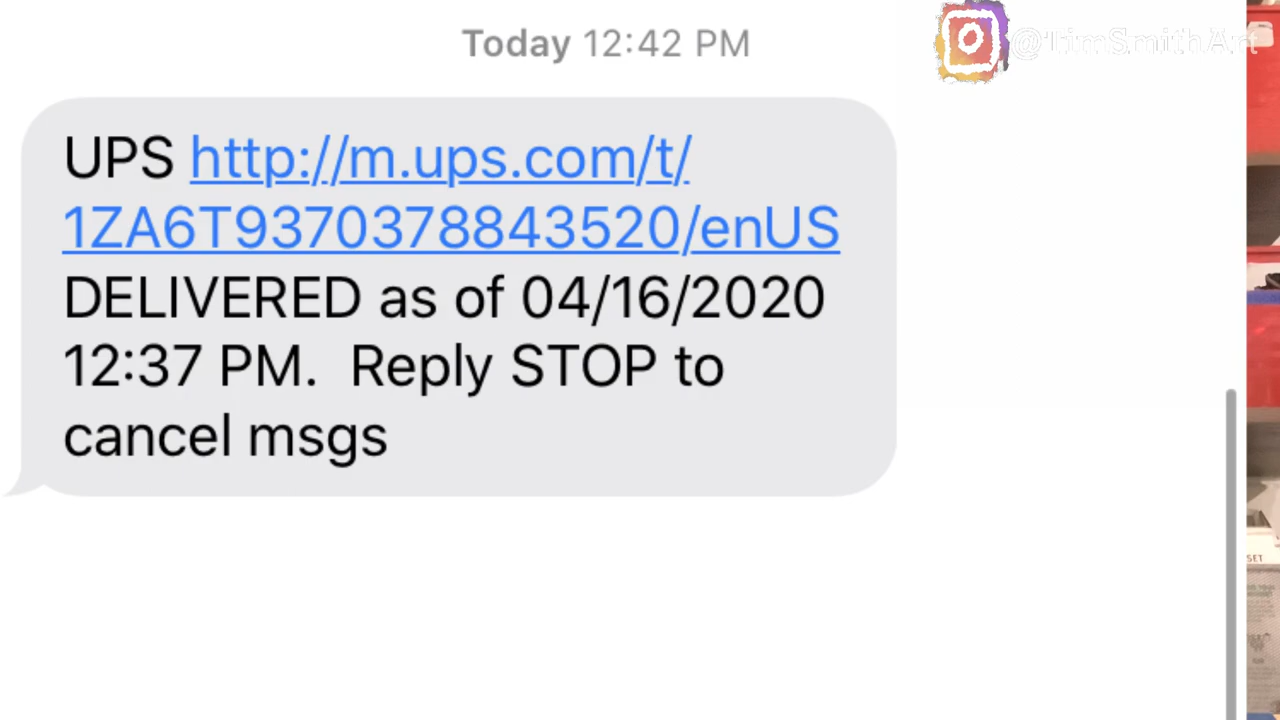 Today 12:42 PM
@TimSmithArt
UPS http://m.ups.com/t/
1ZA6T9370378843520/enUS
DELIVERED as of 04/16/2020
12:37 PM.  Reply STOP to
cancel msgs
SET